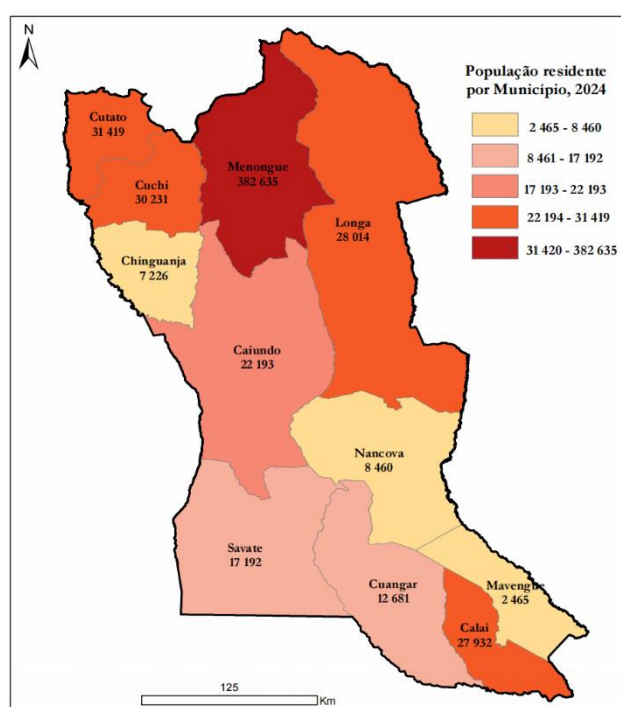 N
População residente
por Município, 2024
2 465 - 8 460
8 461 - 17 192
17 193 - 22 193
22 194 - 31 419
31 420 - 382 635
Cutato
31 419
Cuchi
30 231
Menongue
382 635
Longa
28 014
Chinguanja
7 226
Caiundo
22 193
Nancova
8 460
Savate
17 192
Cuangar
12 681
Mavengue
2 465
Calai
27 932
125
Km